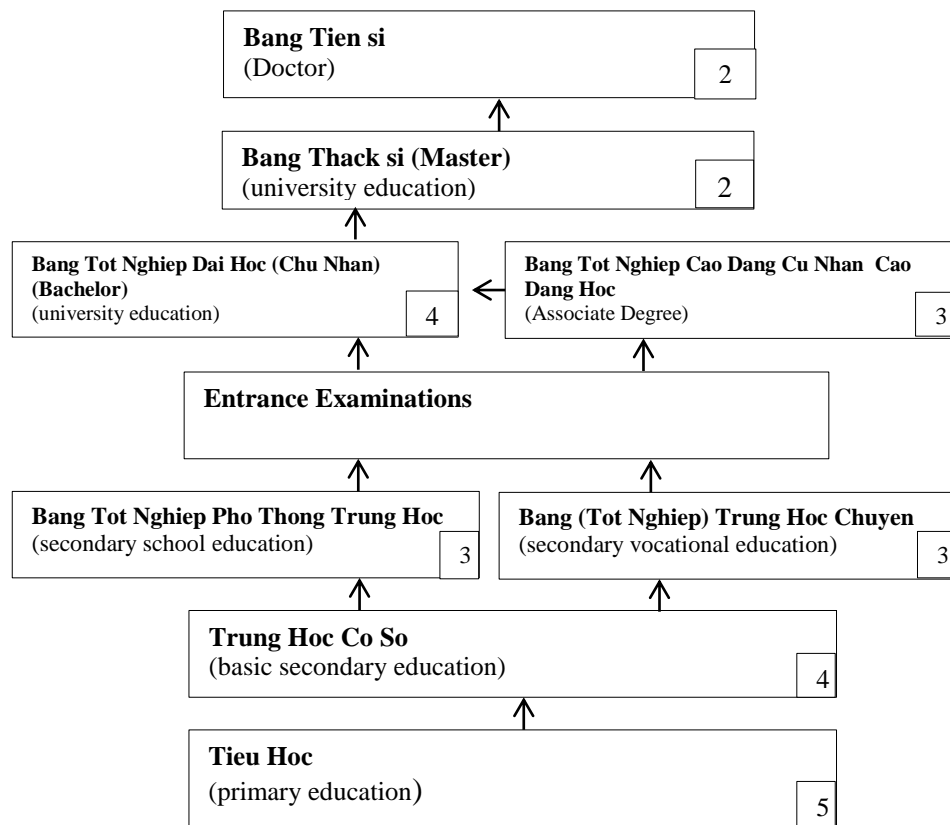 Bang Tien si
(Doctor)
2
Bang Thack si (Master)
(university education)
2
Bang Tot Nghiep Dai Hoc (Chu Nhan)
(Bachelor)
(university education)
4
Bang Tot Nghiep Cao Dang Cu Nhan Cao
Dang Hoc
(Associate Degree)
3
Entrance Examinations
Bang Tot Nghiep Pho Thong Trung Hoc
(secondary school education)
3
Bang (Tot Nghiep) Trung Hoc Chuyen
(secondary vocational education)
3
Trung Hoc Co So
(basic secondary education)
4
Tieu Hoc
(primary education)
5